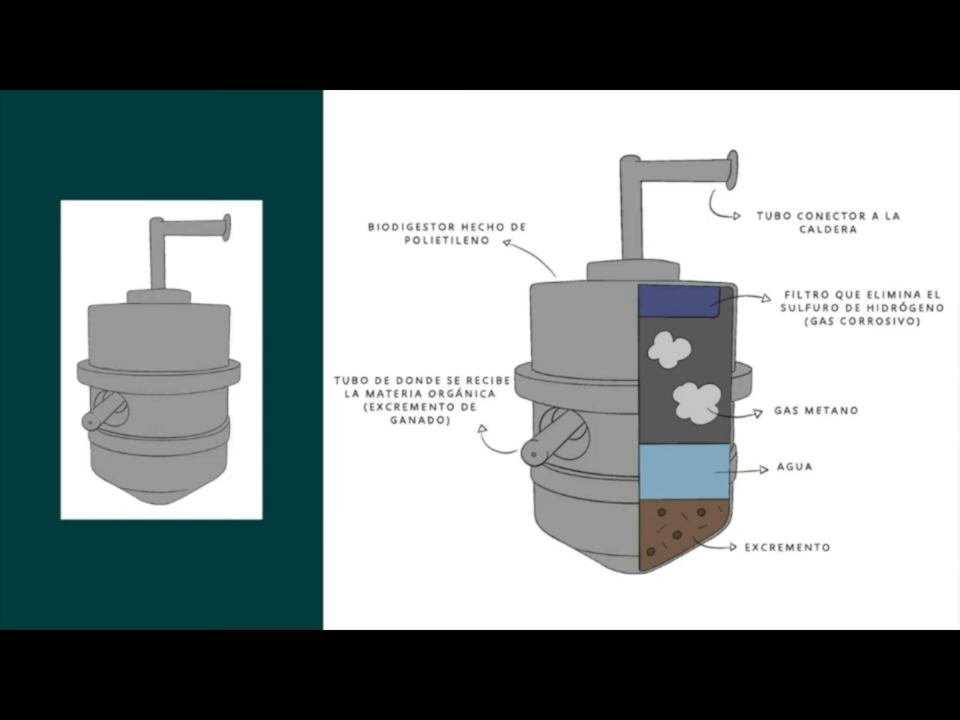 BIODIGESTOR HECHO DE
POLIETILENO
TUBO CONECTOR A LA
CALDERA
FILTRO QUE ELIMINA EL
SULFURO DE HIDRÓGENO
(GAS CORROSIVO)
TUBO DE DONDE SE RECIBE
LA MATERIA ORGÁNICA
(EXCREMENTO DE
GANADO)
GAS METANO
AGUA
EXCREMENTO